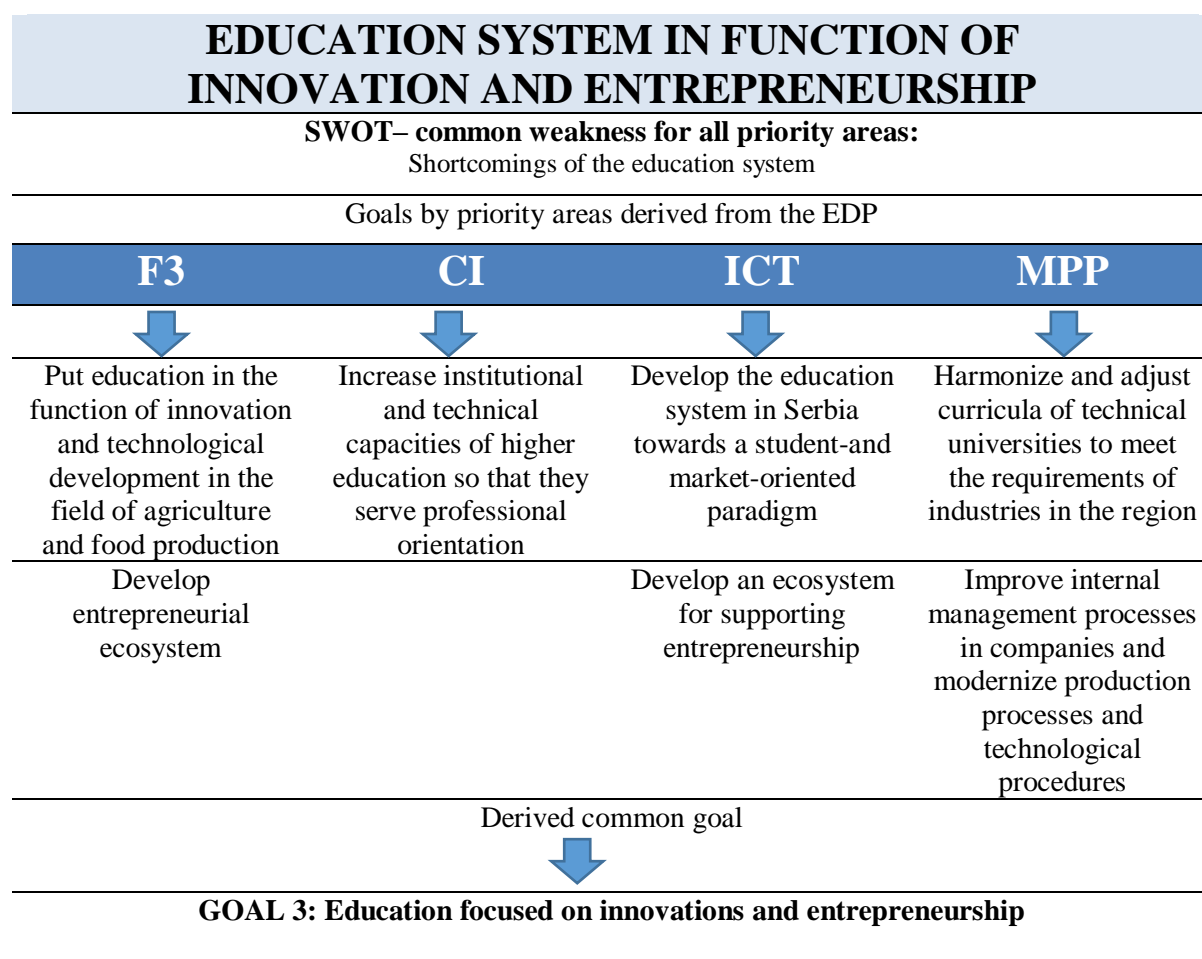 EDUCATION SYSTEM IN FUNCTION OF
INNOVATION AND ENTREPRENEURSHIP
SWOT– common weakness for all priority areas:
Shortcomings of the education system
Goals by priority areas derived from the EDP
F3
CI
ICT
MPP
Put education in the
function of innovation
and technological
development in the
field of agriculture
and food production
Increase institutional
and technical
capacities of higher
education so that they
serve professional
orientation
Develop the education
system in Serbia
towards a student-and
market-oriented
paradigm
Harmonize and adjust
curricula of technical
universities to meet
the requirements of
industries in the region
Develop
entrepreneurial
ecosystem
Develop an ecosystem
for supporting
entrepreneurship
Improve internal
management processes
in companies and
modernize production
processes and
technological
procedures
Derived common goal
GOAL 3: Education focused on innovations and entrepreneurship